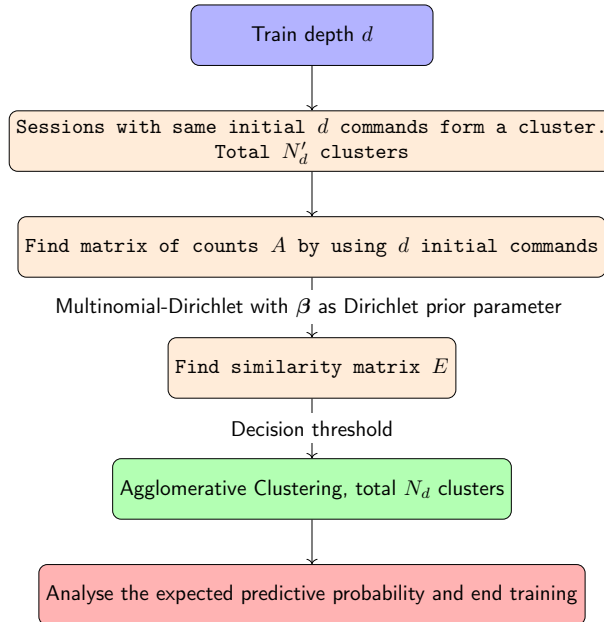 Train depth d
Sessions with same initial d commands form a cluster.
Total N′_d clusters
Find matrix of counts A by using d initial commands
Multinomial-Dirichlet with β as Dirichlet prior parameter
Find similarity matrix E
Decision threshold
Agglomerative Clustering, total N_d clusters
Analyse the expected predictive probability and end training